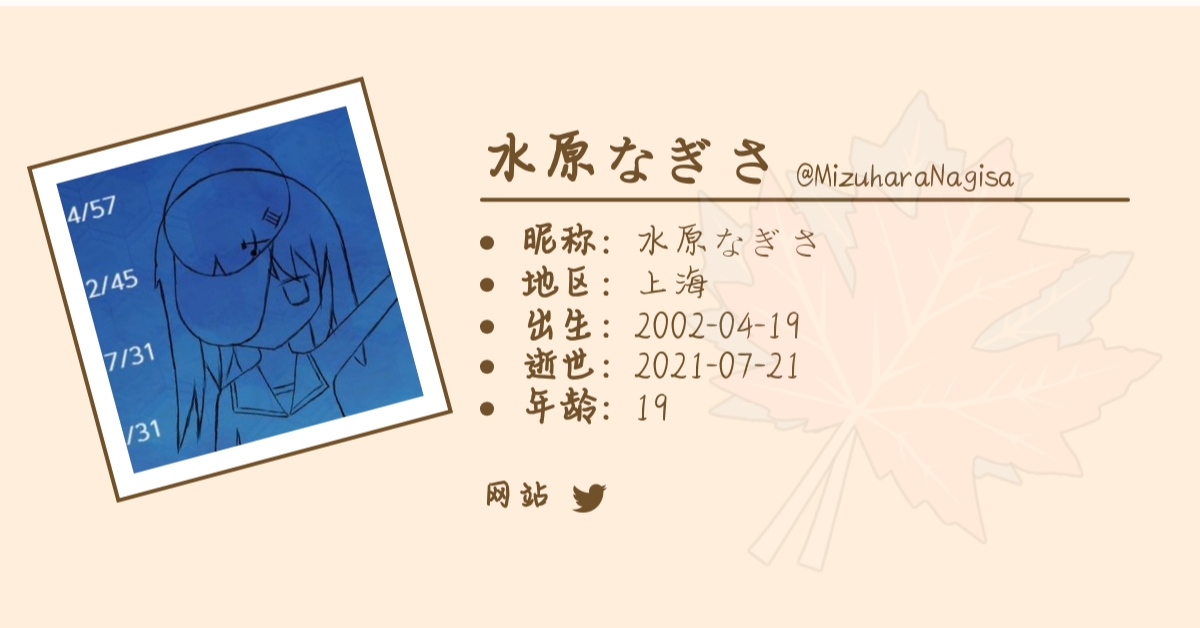 4/57
2/45
7/31
/31
水原なぎさ @MizuharaNagisa
昵称: 水原なぎさ
地区: 上海
出生: 2002-04-19
逝世: 2021-07-21
年龄: 19
网站